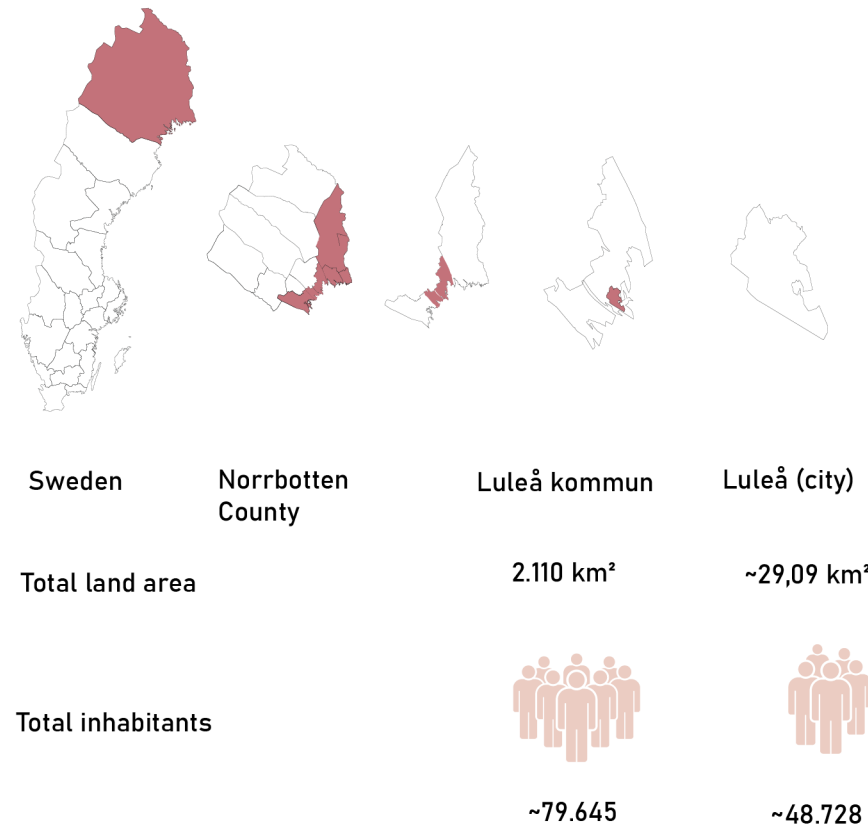 Sweden
Norrbotten
County
Luleå kommun
Luleå (city)
Total land area
2.110 km²
~29,09 km²
Total inhabitants
~79.645
~48.728